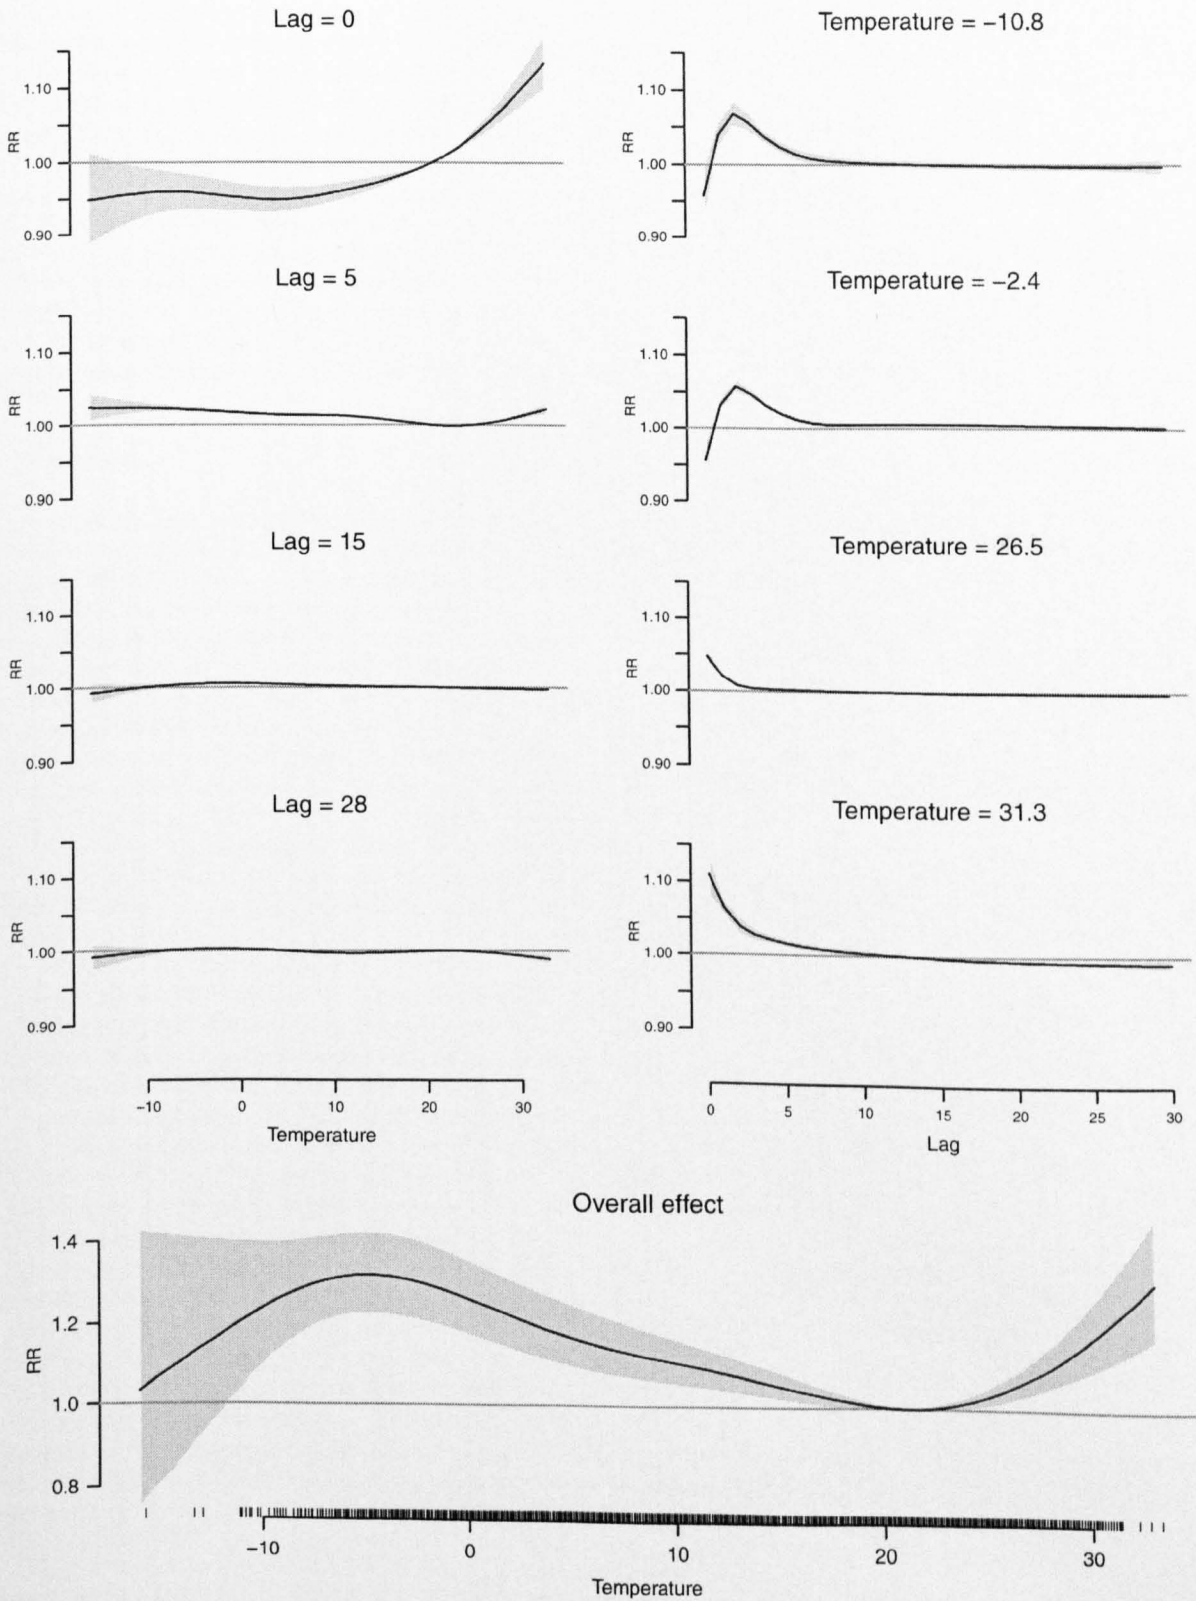 Lag = 0
RR
1.10
1.00
0.90
Temperature = −10.8
RR
1.10
1.00
0.90
Lag = 5
RR
1.10
1.00
0.90
Temperature = −2.4
RR
1.10
1.00
0.90
Lag = 15
RR
1.10
1.00
0.90
Temperature = 26.5
RR
1.10
1.00
0.90
Lag = 28
RR
1.10
1.00
0.90
Temperature = 31.3
RR
1.10
1.00
0.90
−10 0 10 20 30
Temperature
0 5 10 15 20 25 30
Lag
Overall effect
RR
1.4
1.2
1.0
0.8
−10 0 10 20 30
Temperature